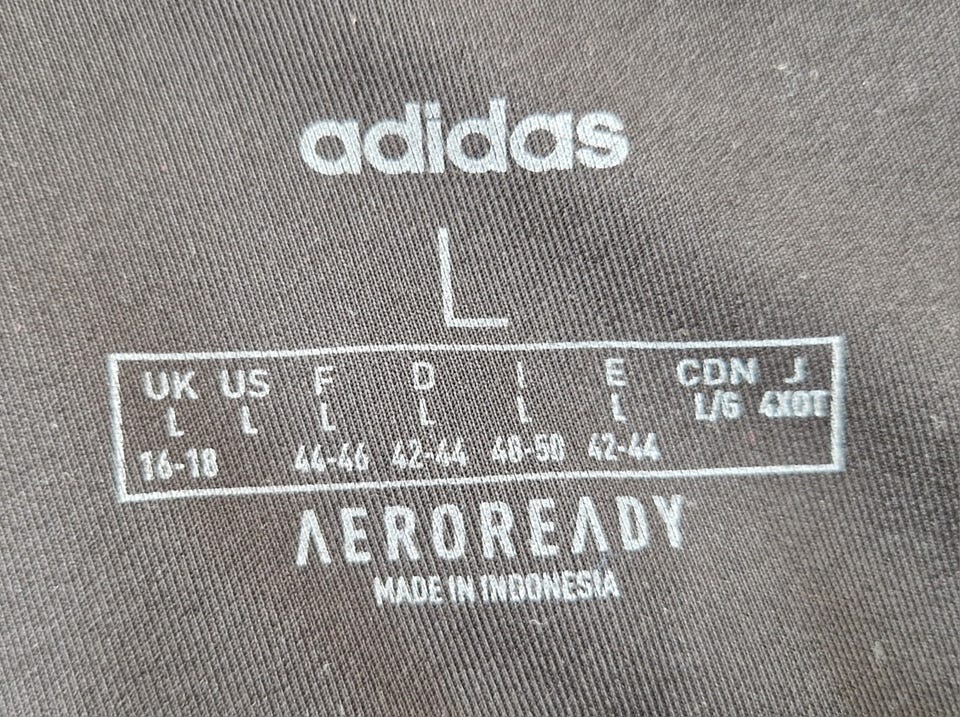 adidas
L
UK US F D I E CDN J
L L L L L L L/G 4XOT
16-18 44-46 42-44 48-50 42-44
AEROREADY
MADE IN INDONESIA